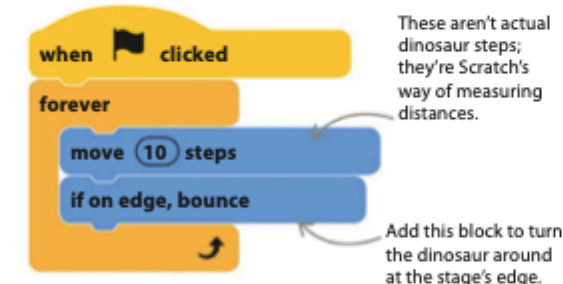 when clicked
forever
move 10 steps
if on edge, bounce
These aren't actual
dinosaur steps;
they're Scratch's
way of measuring
distances.
Add this block to turn
the dinosaur around
at the stage's edge.